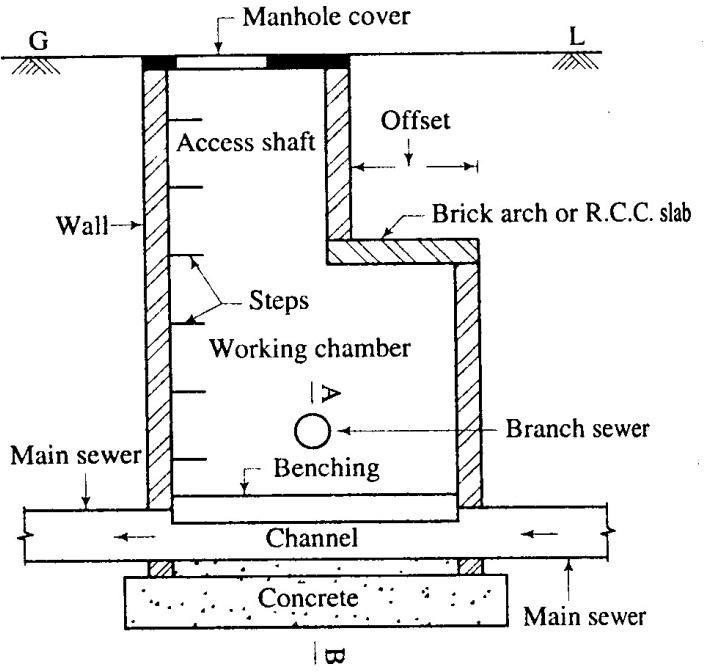 Manhole cover
G
L
Access shaft
Offset
Wall
Brick arch or R.C.C. slab
Steps
Working chamber
A
Branch sewer
Main sewer
Benching
Channel
Concrete
Main sewer
B